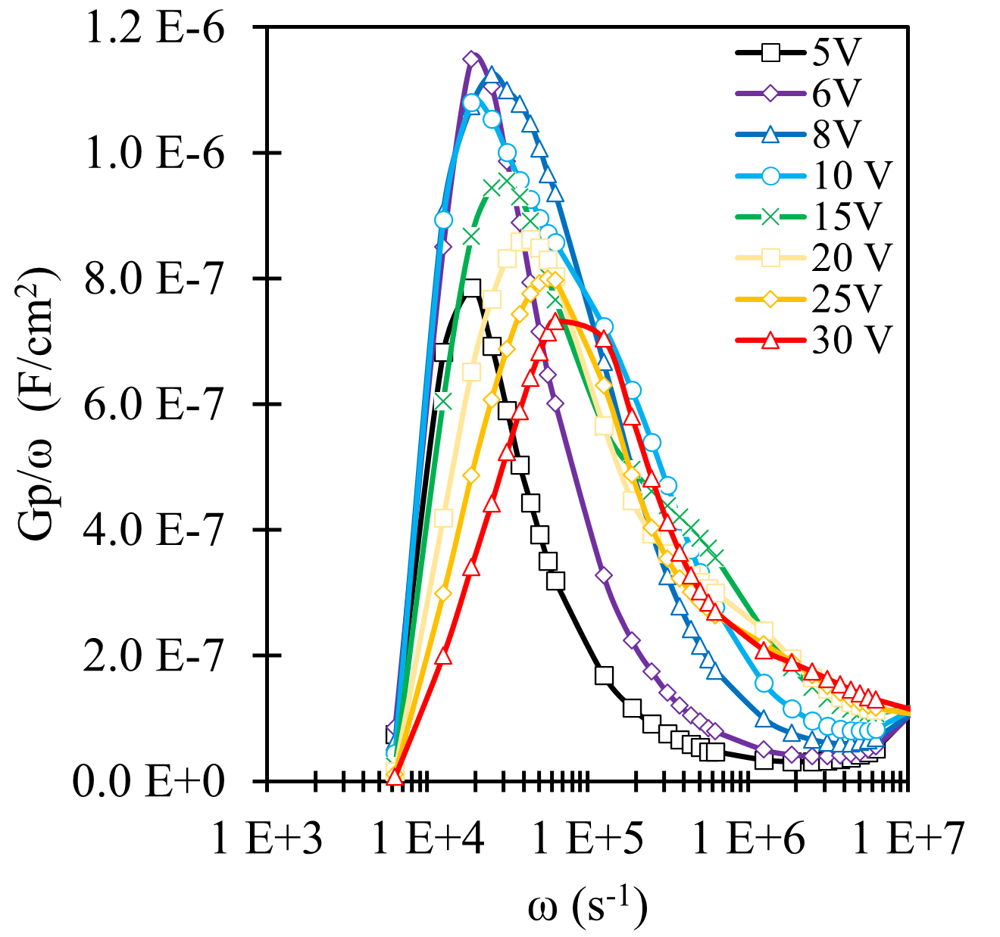 1.2 E-6
1.0 E-6
8.0 E-7
6.0 E-7
4.0 E-7
2.0 E-7
0.0 E+0
Gp/ω (F/cm²)
5V
6V
8V
10 V
15V
20 V
25V
30 V
1 E+3 1 E+4 1 E+5 1 E+6 1 E+7
ω (s⁻¹)